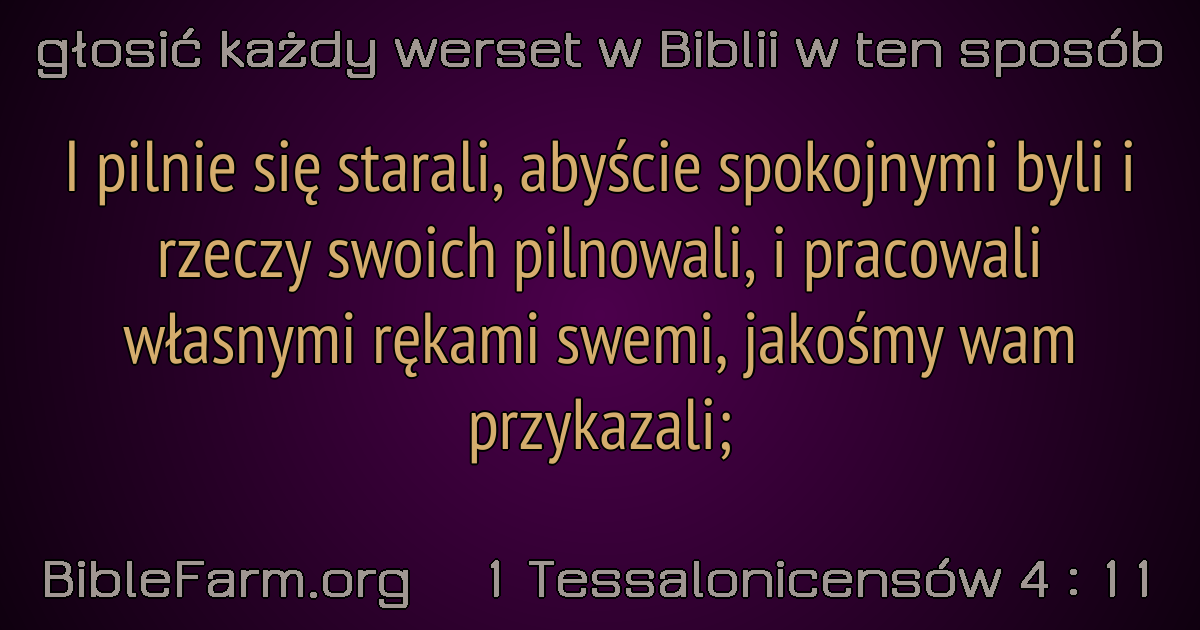 głosić każdy werset w Biblii w ten sposób
I pilnie się starali, abyście spokojnymi byli i
rzeczy swoich pilnowali, i pracowali
własnymi rękami swemi, jakośmy wam
przykazali;
BibleFarm.org 1 Tessalonicensów 4 : 11